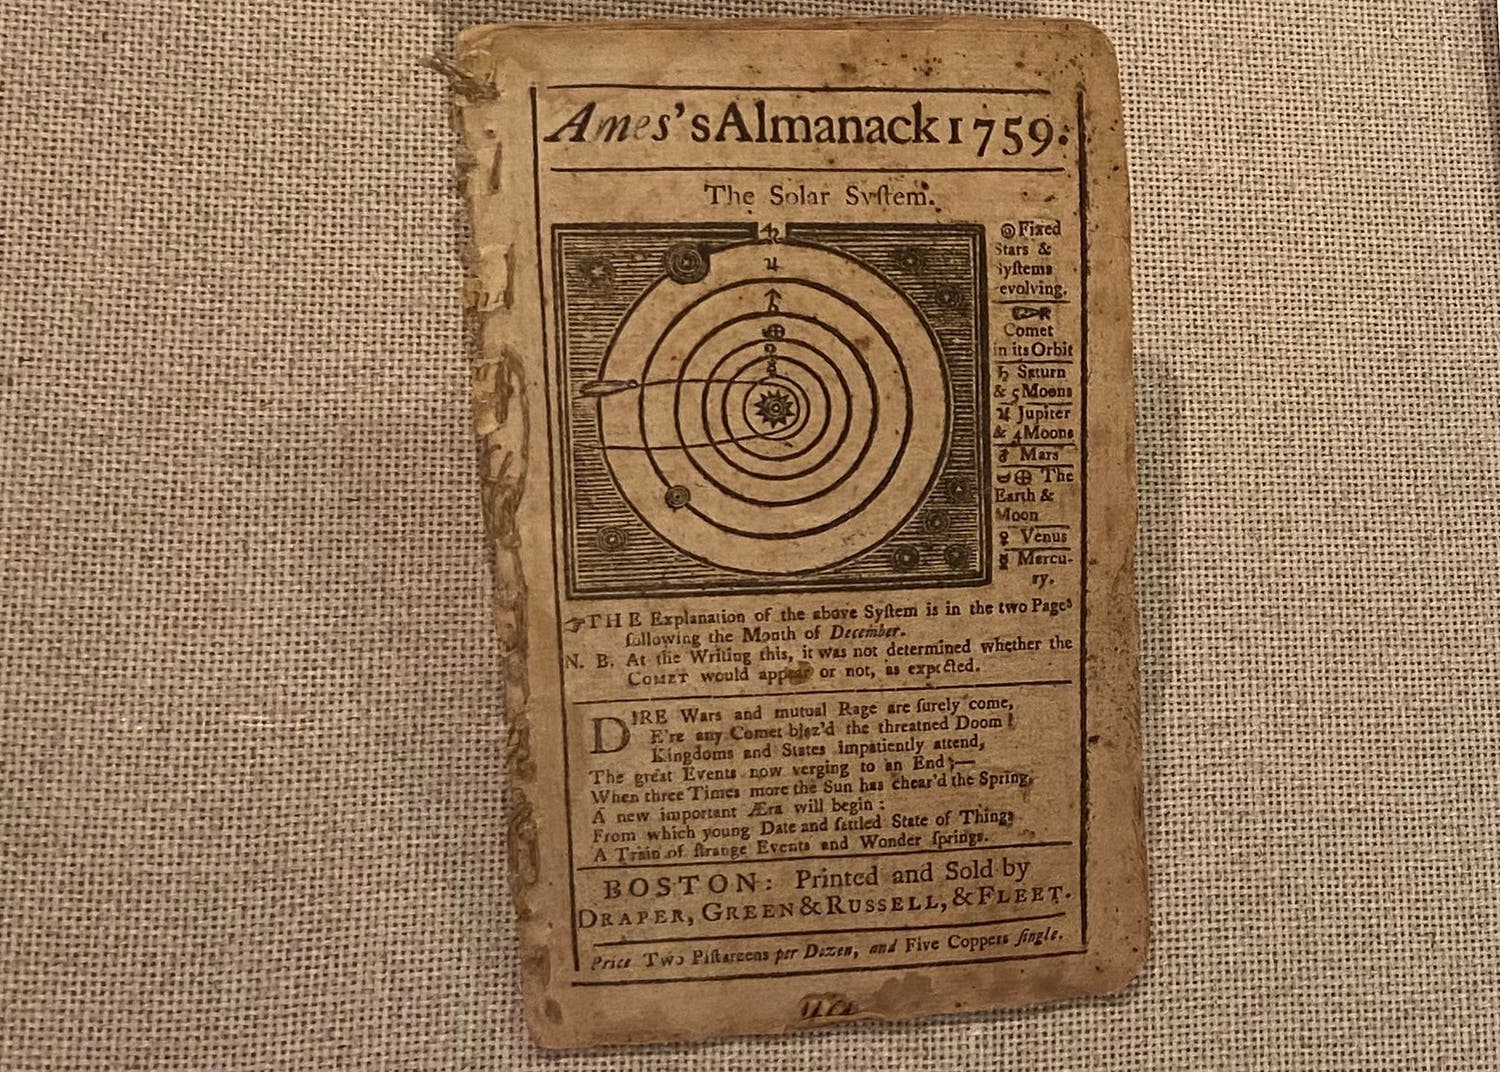 Ames'sAlmanack1759.
The Solar Syſtem.
♄
♃
♂
⊕
♀
☿
Fixed
Stars &
ſyſtems
evolving.
Comet
in its Orbit
♄ Saturn
& 5 Moons
♃ Jupiter
& 4 Moons
♂ Mars
⊕ The
Earth &
Moon
♀ Venus
☿ Mercu-
ry.
☞THE Explanation of the above Syſtem is in the two Pages
following the Month of December.
N. B. At the Writing this, it was not determined whether the
COMET would appear or not, as expected.
DIRE Wars and mutual Rage are ſurely come,
E're any Comet blaz'd the threatned Doom!
Kingdoms and States impatiently attend,
The great Events now verging to an End;—
When three Times more the Sun has chear'd the Spring,
A new important Æra will begin:
From which young Date and ſettled State of Things
A Train of ſtrange Events and Wonder ſprings.
BOSTON: Printed and Sold by
DRAPER, GREEN & RUSSELL, & FLEET.
Price Two Piſtareens per Dozen, and Five Coppers ſingle.